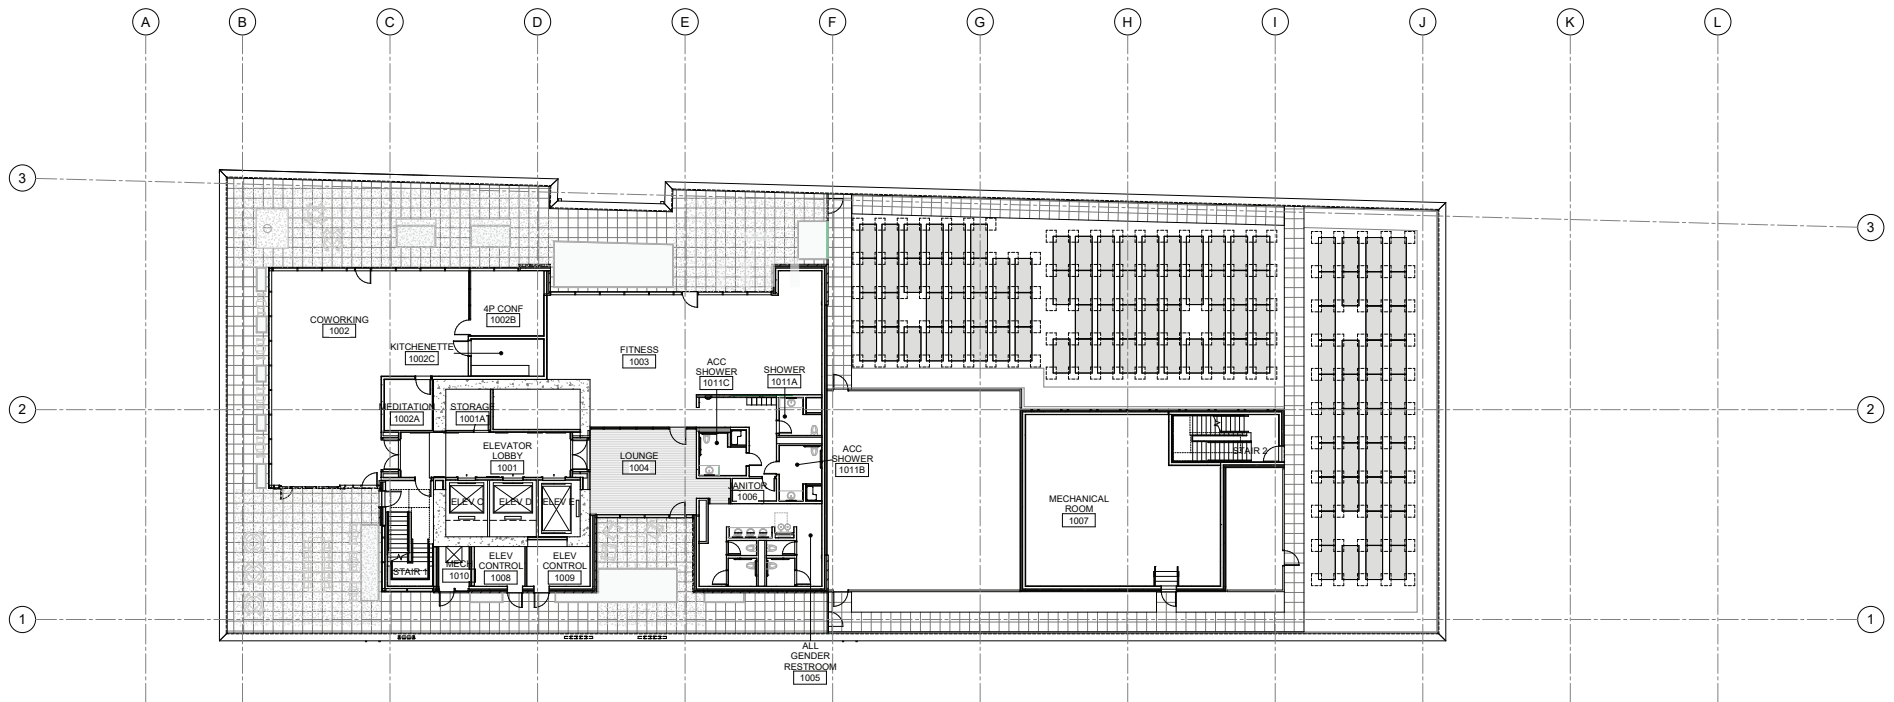 A B C D E F G H I J K L
3
3
4P CONF
1002B
COWORKING
1002
KITCHENETTE
1002C
FITNESS
1003
ACC
SHOWER
1011C
SHOWER
1011A
2
2
MEDITATION
1002A
STORAGE
1001A
ELEVATOR
LOBBY
1001
LOUNGE
1004
ACC
SHOWER
1011B
STAIR 2
JANITOR
1006
ELEV C
ELEV D
ELEV E
MECHANICAL
ROOM
1007
STAIR 1
MECH
1010
ELEV
CONTROL
1008
ELEV
CONTROL
1009
1
1
ALL
GENDER
RESTROOM
1005